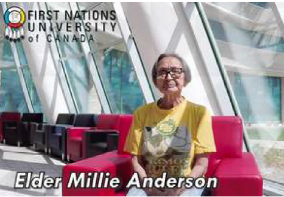 FIRST NATIONS
UNIVERSITY
of CANADA
Elder Millie Anderson